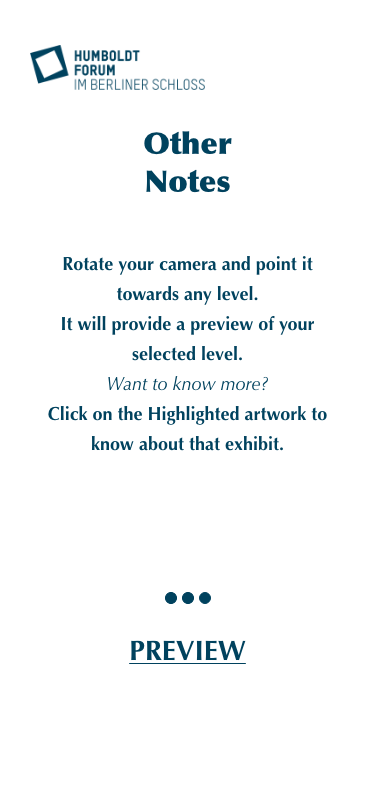 HUMBOLDT
FORUM
IM BERLINER SCHLOSS
Other
Notes
Rotate your camera and point it
towards any level.
It will provide a preview of your
selected level.
Want to know more?
Click on the Highlighted artwork to
know about that exhibit.
PREVIEW